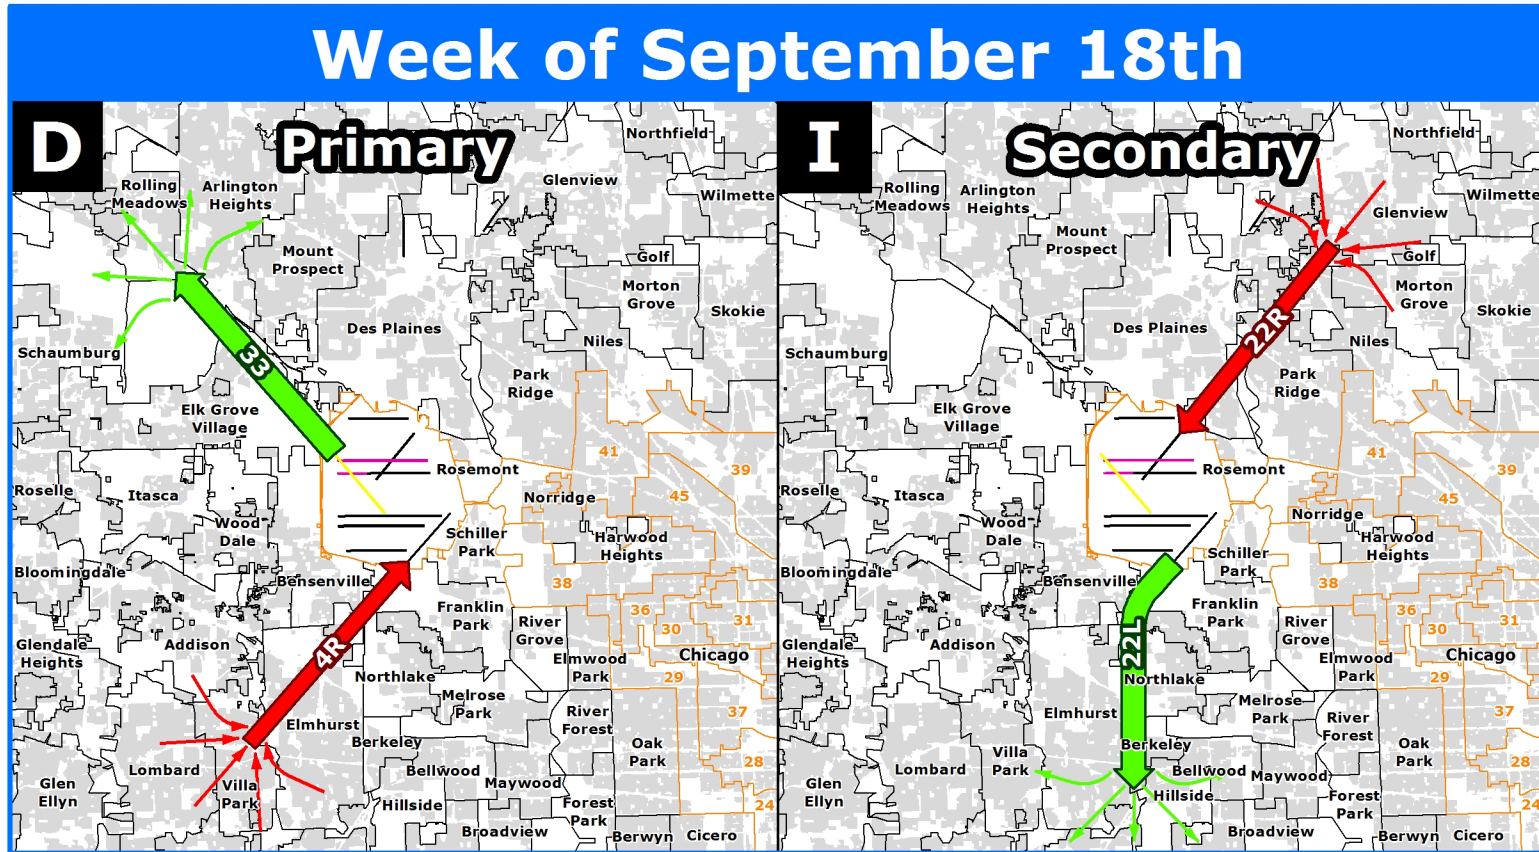 Week of September 18th
D
Primary
Northfield
Rolling
Meadows
Arlington
Heights
Glenview
Wilmette
Mount
Prospect
Golf
Morton
Grove
Skokie
Des Plaines
Niles
Schaumburg
33
Park
Ridge
Elk Grove
Village
41
39
Rosemont
Roselle
Itasca
Norridge
45
Wood
Dale
Schiller
Park
Harwood
Heights
Bloomingdale
Bensenville
38
Franklin
Park
36
31
30
River
Grove
Glendale
Heights
Addison
4R
Elmwood
Park
Chicago
29
Northlake
Melrose
Park
River
Forest
37
Elmhurst
Berkeley
Oak
Park
28
Lombard
Bellwood
Maywood
Glen
Ellyn
Villa
Park
Hillside
Forest
Park
24
Broadview
Berwyn
Cicero
I
Secondary
Northfield
Rolling
Meadows
Arlington
Heights
Wilmette
Glenview
Mount
Prospect
Golf
Morton
Grove
Skokie
Des Plaines
22R
Niles
Schaumburg
Park
Ridge
Elk Grove
Village
41
39
Rosemont
Roselle
Itasca
45
Norridge
Wood
Dale
Harwood
Heights
Schiller
Park
Bloomingdale
Bensenville
38
Franklin
Park
36
31
30
River
Grove
Glendale
Heights
Addison
22L
Elmwood
Park
Chicago
29
Northlake
Melrose
Park
River
Forest
37
Elmhurst
Berkeley
Oak
Park
28
Villa
Park
Lombard
Bellwood
Maywood
Glen
Ellyn
Hillside
Forest
Park
24
Broadview
Berwyn
Cicero